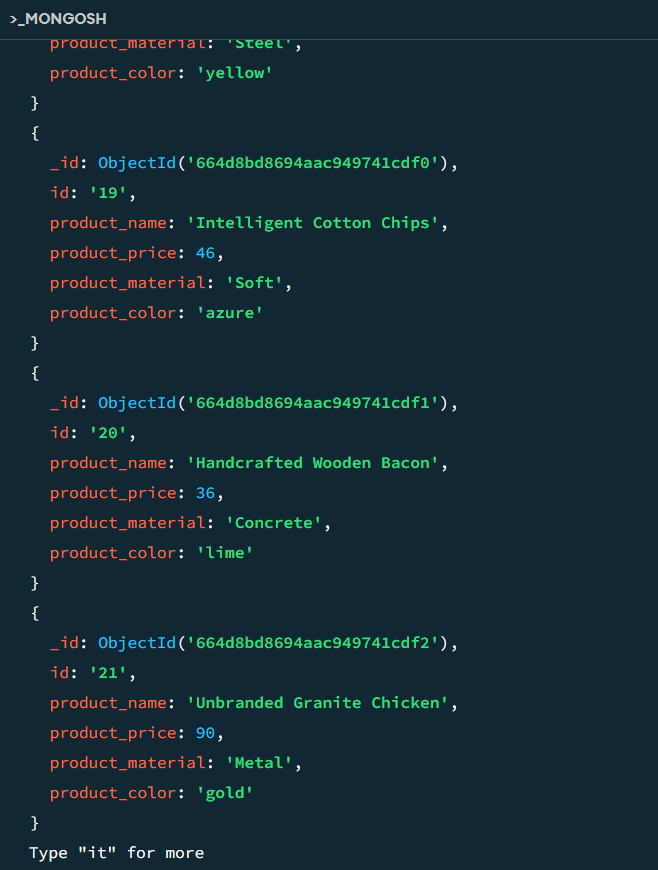 >_MONGOSH
product_material: 'Steel',
product_color: 'yellow'
}
{
_id: ObjectId('664d8bd8694aac949741cdf0'),
id: '19',
product_name: 'Intelligent Cotton Chips',
product_price: 46,
product_material: 'Soft',
product_color: 'azure'
}
{
_id: ObjectId('664d8bd8694aac949741cdf1'),
id: '20',
product_name: 'Handcrafted Wooden Bacon',
product_price: 36,
product_material: 'Concrete',
product_color: 'lime'
}
{
_id: ObjectId('664d8bd8694aac949741cdf2'),
id: '21',
product_name: 'Unbranded Granite Chicken',
product_price: 90,
product_material: 'Metal',
product_color: 'gold'
}
Type "it" for more